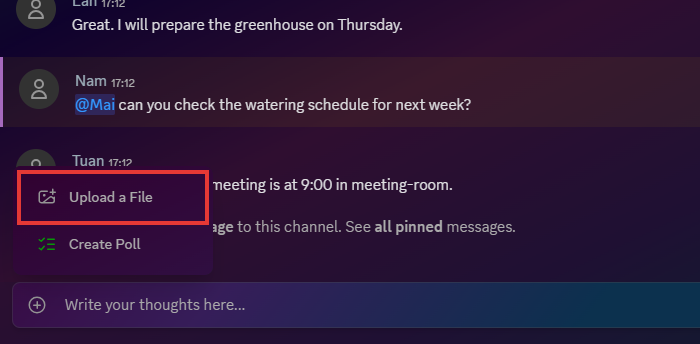 Lan 17:12
Great. I will prepare the greenhouse on Thursday.
Nam 17:12
@Mai can you check the watering schedule for next week?
Tuan 17:12
meeting is at 9:00 in meeting-room.
Upload a File
to this channel. See all pinned messages.
Create Poll
Write your thoughts here...